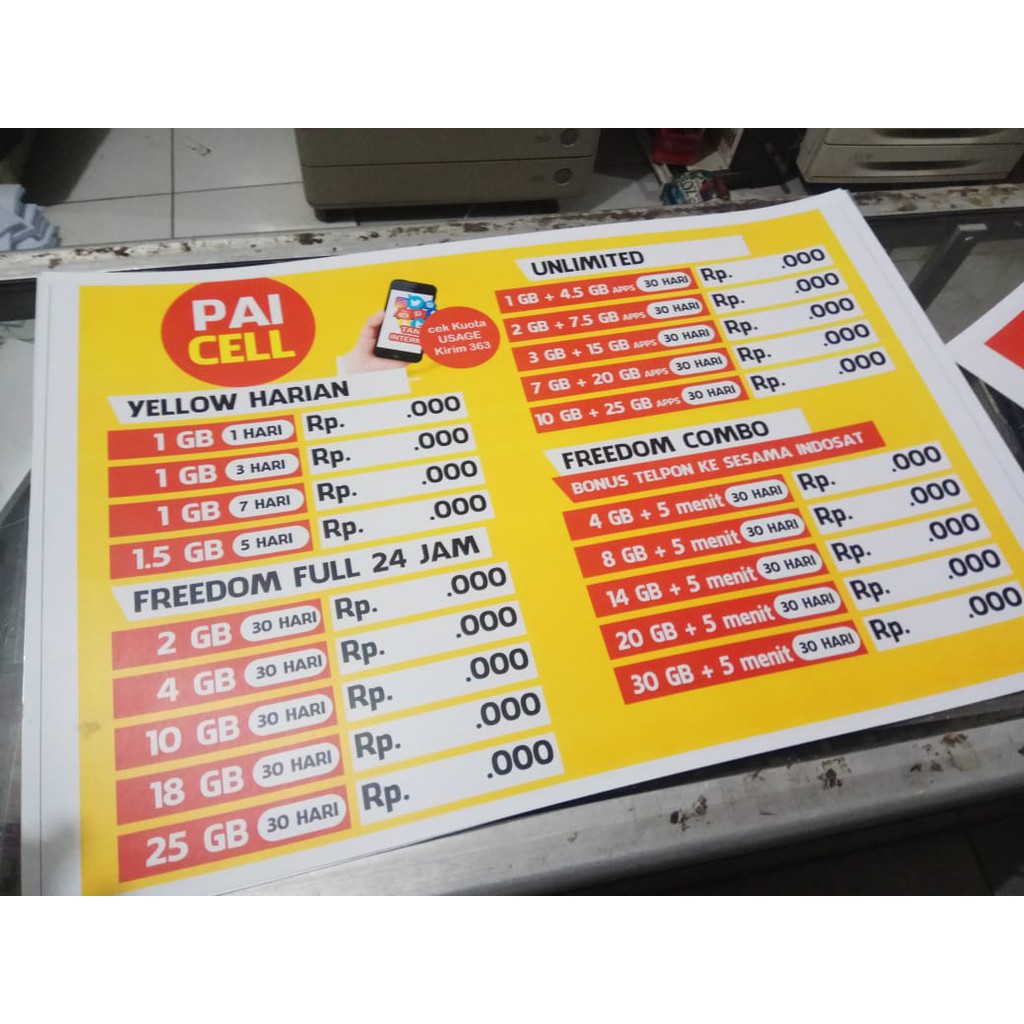 PAI
CELL
cek Kuota
USAGE
Kirim 363
YELLOW HARIAN
1 GB 1 HARI Rp. .000
1 GB 3 HARI Rp. .000
1 GB 7 HARI Rp. .000
1.5 GB 5 HARI Rp. .000
FREEDOM FULL 24 JAM
2 GB 30 HARI Rp. .000
4 GB 30 HARI Rp. .000
10 GB 30 HARI Rp. .000
18 GB 30 HARI Rp. .000
25 GB 30 HARI Rp. .000
UNLIMITED
1 GB + 4.5 GB APPS 30 HARI Rp. .000
2 GB + 7.5 GB APPS 30 HARI Rp. .000
3 GB + 15 GB APPS 30 HARI Rp. .000
7 GB + 20 GB APPS 30 HARI Rp. .000
10 GB + 25 GB APPS 30 HARI Rp. .000
FREEDOM COMBO
BONUS TELPON KE SESAMA INDOSAT
4 GB + 5 menit 30 HARI Rp. .000
8 GB + 5 menit 30 HARI Rp. .000
14 GB + 5 menit 30 HARI Rp. .000
20 GB + 5 menit 30 HARI Rp. .000
30 GB + 5 menit 30 HARI Rp. .000